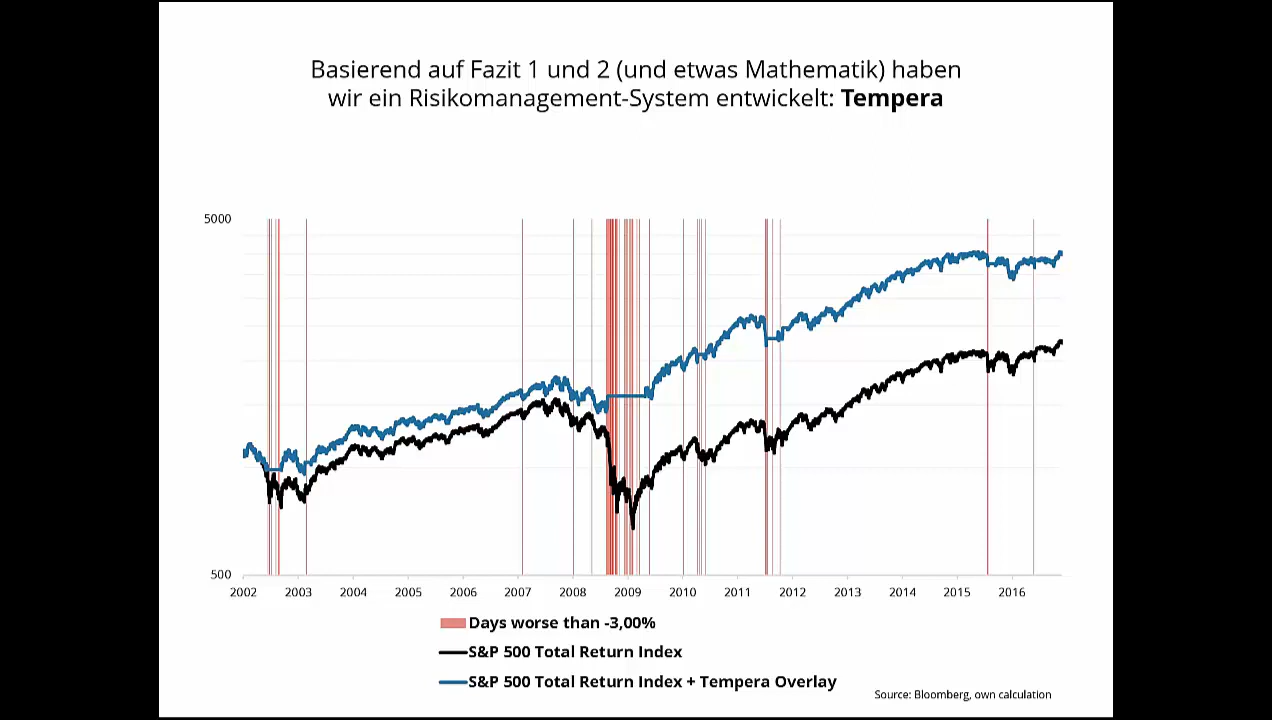 Basierend auf Fazit 1 und 2 (und etwas Mathematik) haben
wir ein Risikomanagement-System entwickelt: Tempera
5000
500
2002 2003 2004 2005 2006 2007 2008 2009 2010 2011 2012 2013 2014 2015 2016
Days worse than -3,00%
S&P 500 Total Return Index
S&P 500 Total Return Index + Tempera Overlay
Source: Bloomberg, own calculation